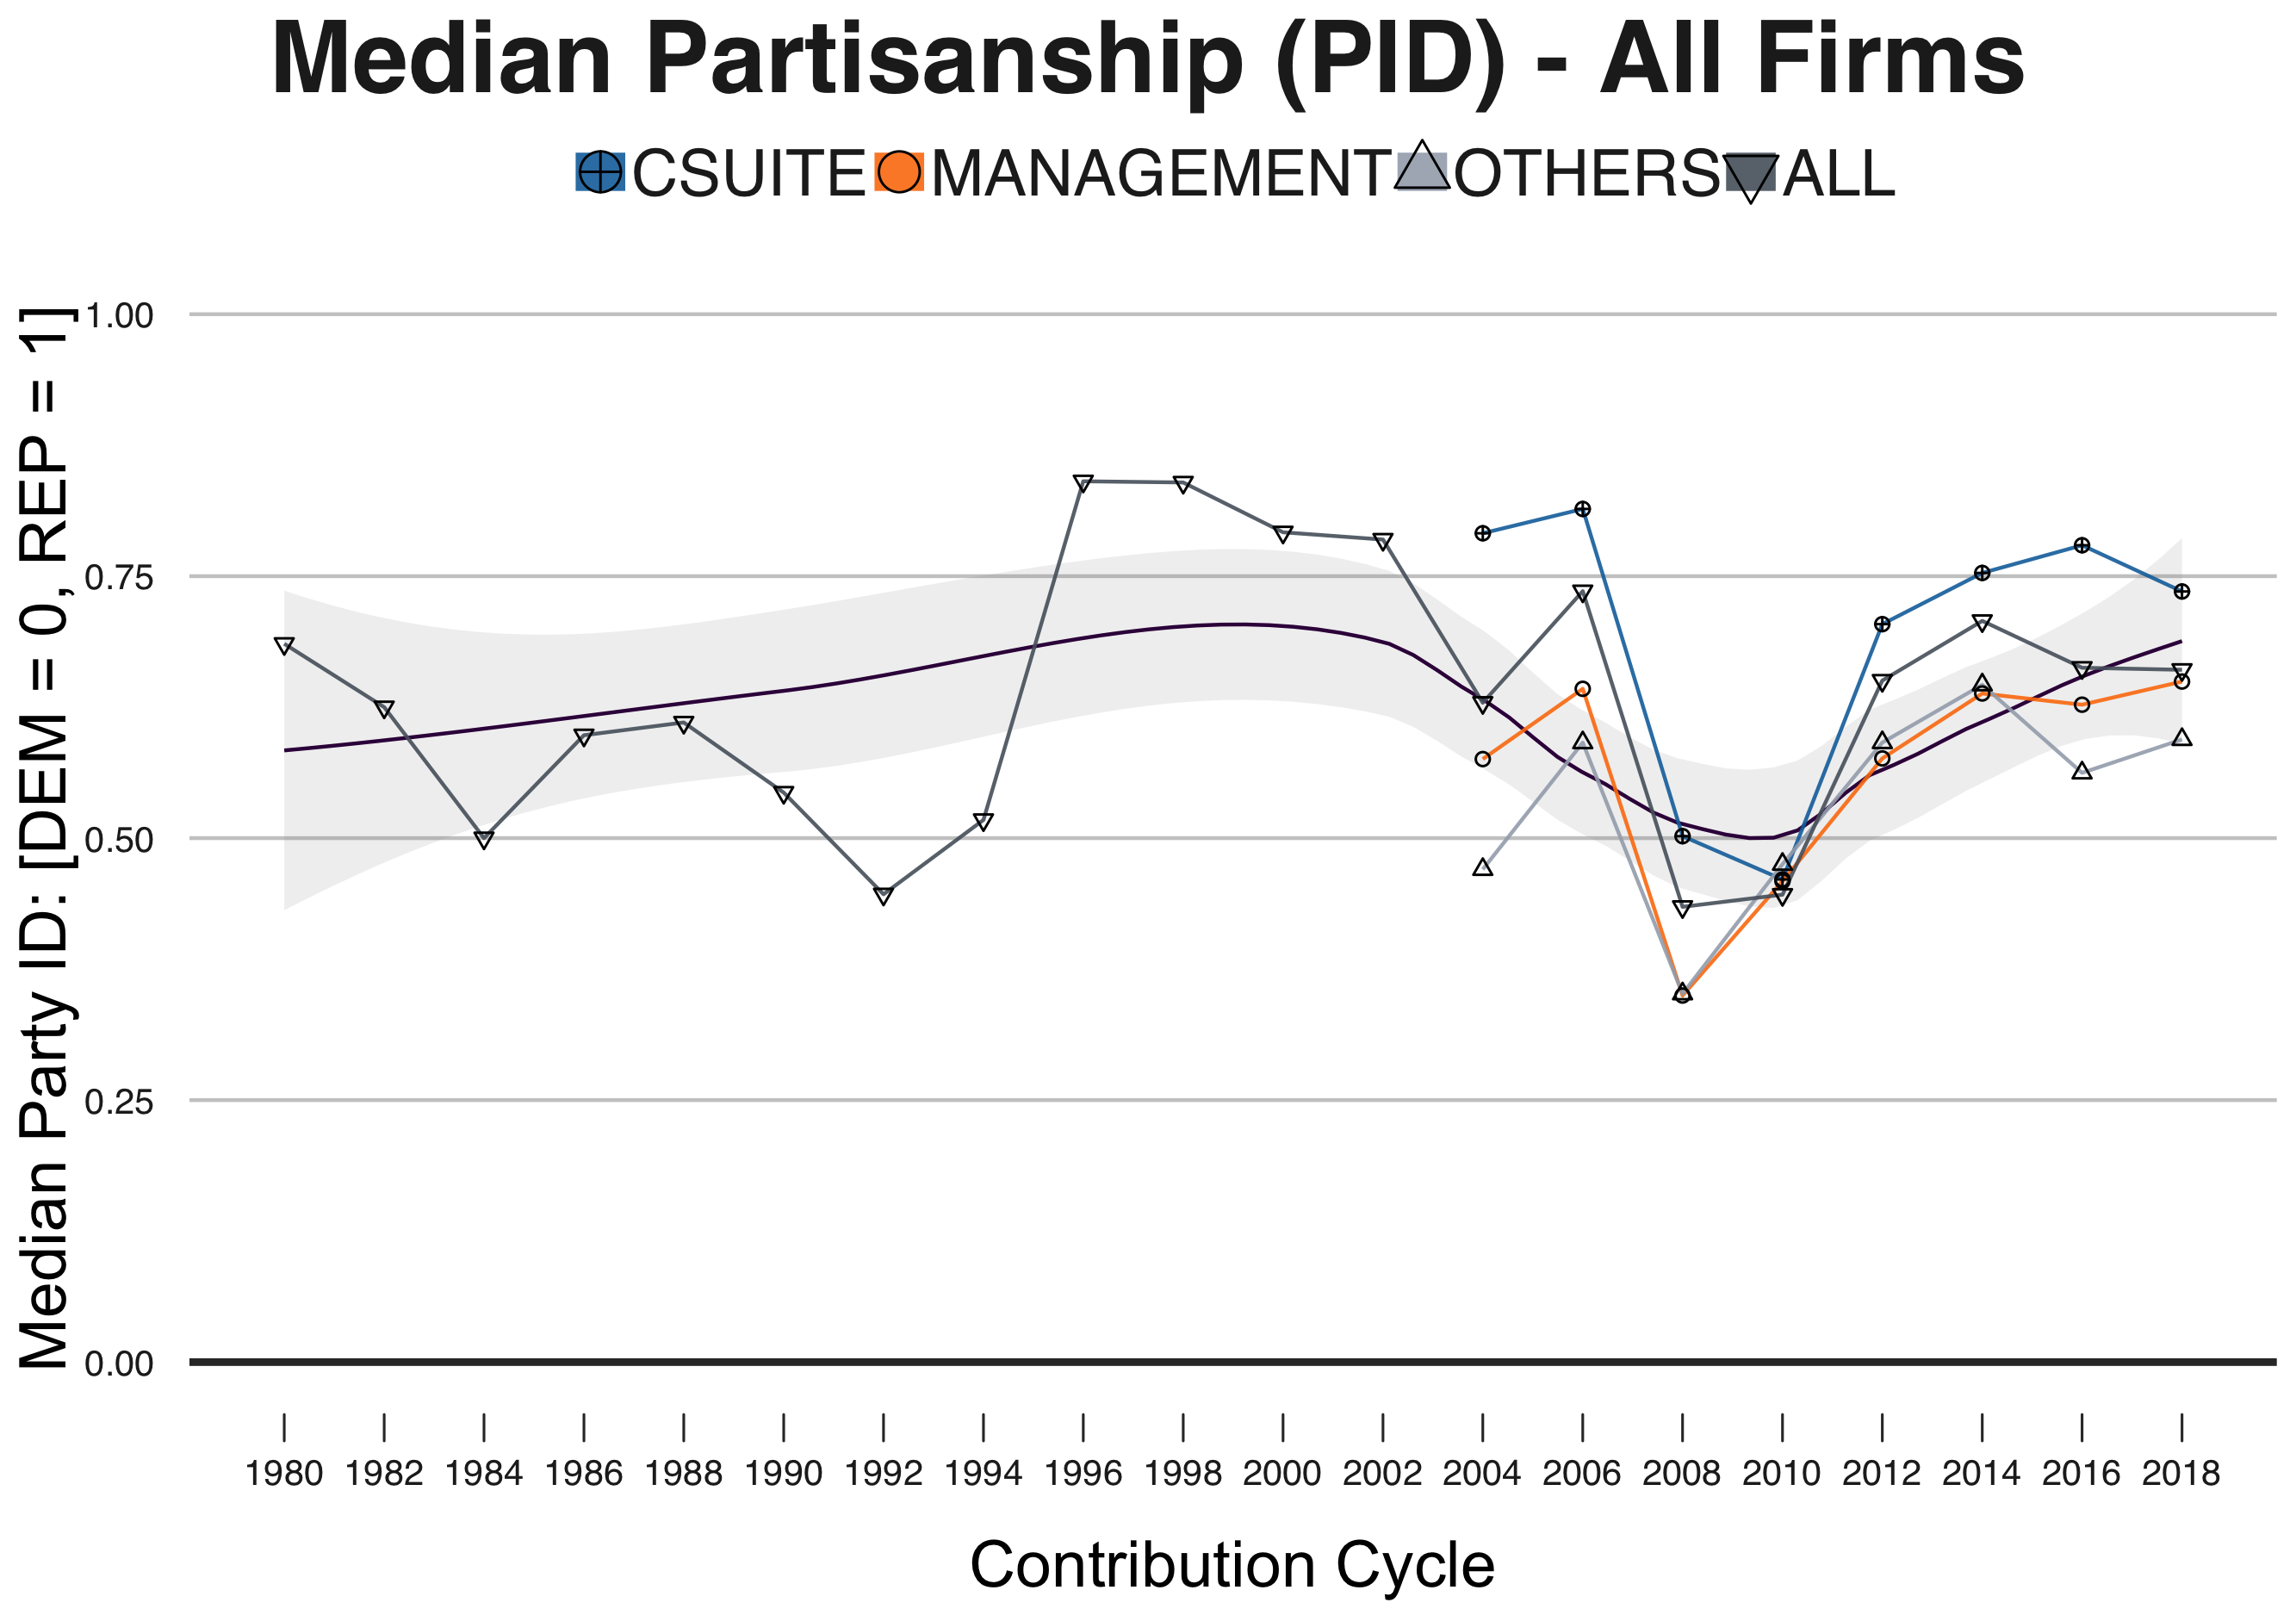 Median Partisanship (PID) - All Firms
CSUITE MANAGEMENT OTHERS ALL
Median Party ID: [DEM = 0, REP = 1]
1.00
0.75
0.50
0.25
0.00
1980 1982 1984 1986 1988 1990 1992 1994 1996 1998 2000 2002 2004 2006 2008 2010 2012 2014 2016 2018
Contribution Cycle